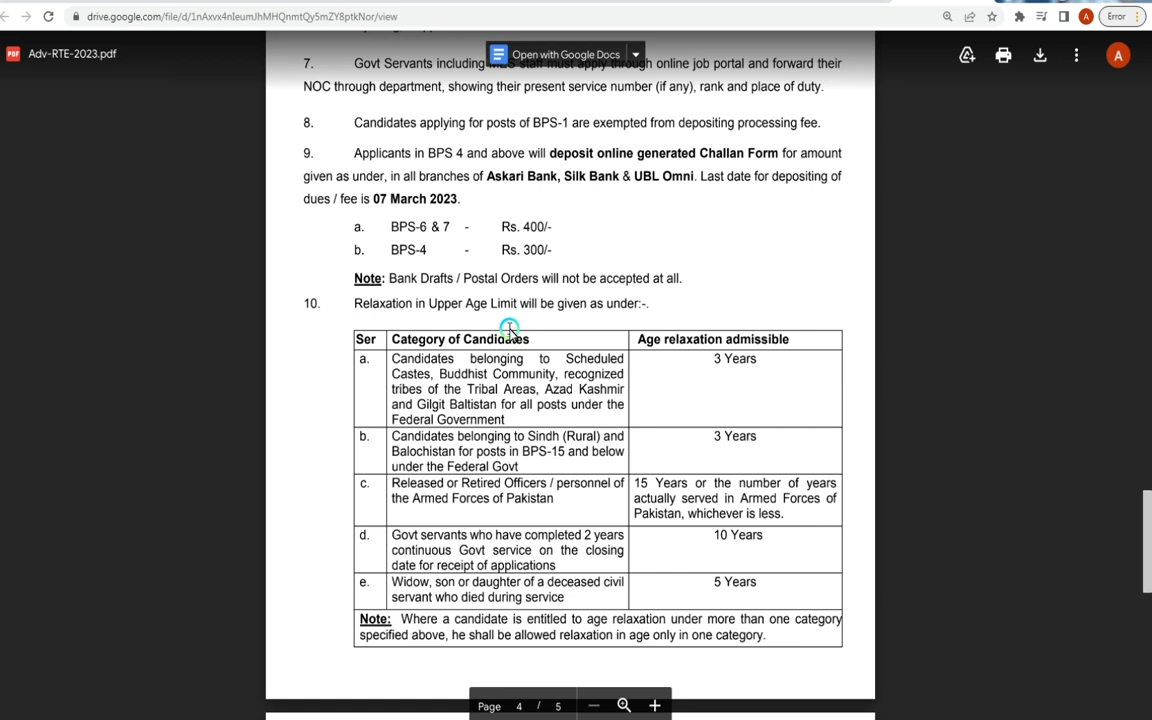 drive.google.com/file/d/1nAxvx4nIeumJhMHQnmtQy5mZY8ptkNor/view
A
Error
PDF
Adv-RTE-2023.pdf
Open with Google Docs
A
7. Govt Servants including staff must apply through online job portal and forward their
NOC through department, showing their present service number (if any), rank and place of duty.
8. Candidates applying for posts of BPS-1 are exempted from depositing processing fee.
9. Applicants in BPS 4 and above will deposit online generated Challan Form for amount
given as under, in all branches of Askari Bank, Silk Bank & UBL Omni. Last date for depositing of
dues / fee is 07 March 2023.
a. BPS-6 & 7 - Rs. 400/-
b. BPS-4 - Rs. 300/-
Note: Bank Drafts / Postal Orders will not be accepted at all.
10. Relaxation in Upper Age Limit will be given as under:-.
Ser Category of Candidates Age relaxation admissible
a. Candidates belonging to Scheduled 3 Years
Castes, Buddhist Community, recognized
tribes of the Tribal Areas, Azad Kashmir
and Gilgit Baltistan for all posts under the
Federal Government
b. Candidates belonging to Sindh (Rural) and 3 Years
Balochistan for posts in BPS-15 and below
under the Federal Govt
c. Released or Retired Officers / personnel of 15 Years or the number of years
the Armed Forces of Pakistan actually served in Armed Forces of
Pakistan, whichever is less.
d. Govt servants who have completed 2 years 10 Years
continuous Govt service on the closing
date for receipt of applications
e. Widow, son or daughter of a deceased civil 5 Years
servant who died during service
Note: Where a candidate is entitled to age relaxation under more than one category
specified above, he shall be allowed relaxation in age only in one category.
Page 4 / 5